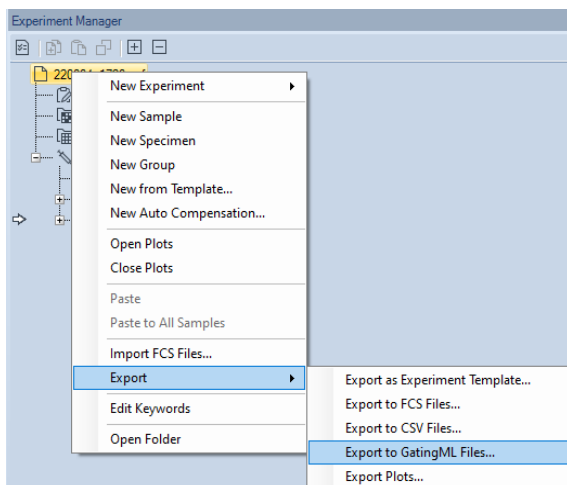 Experiment Manager
New Experiment
New Sample
New Specimen
New Group
New from Template...
New Auto Compensation...
Open Plots
Close Plots
Paste
Paste to All Samples
Import FCS Files...
Export
Export as Experiment Template...
Export to FCS Files...
Export to CSV Files...
Edit Keywords
Export to GatingML Files...
Open Folder
Export Plots...